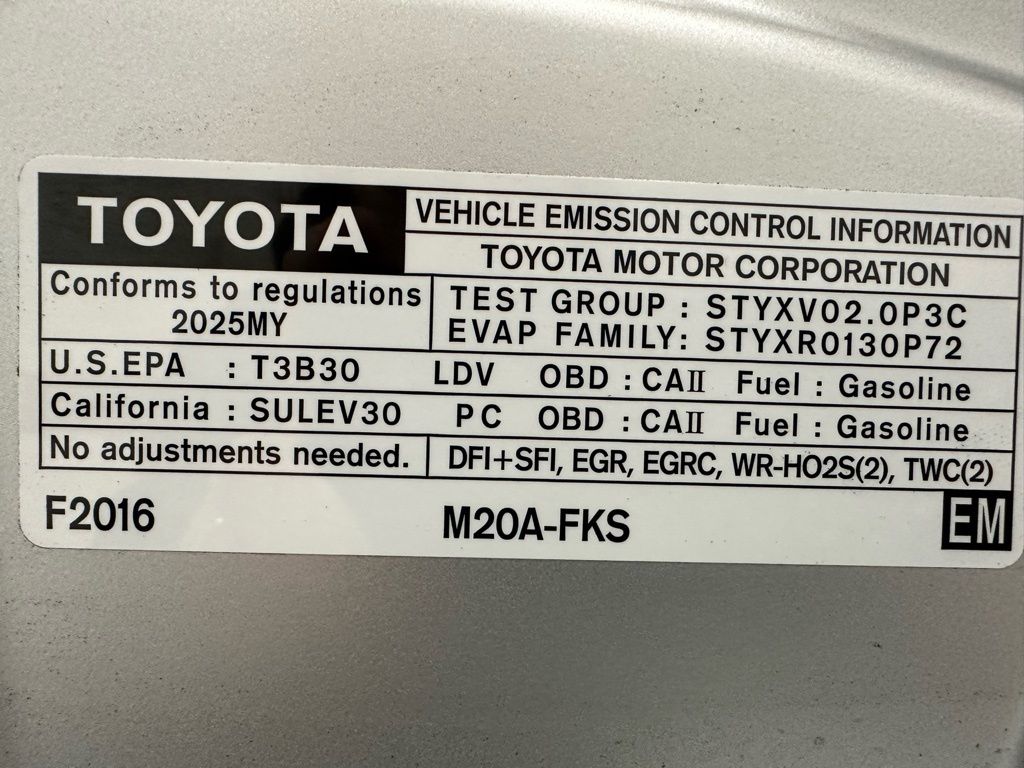 TOYOTA
VEHICLE EMISSION CONTROL INFORMATION
TOYOTA MOTOR CORPORATION
Conforms to regulations
2025MY
TEST GROUP : STYXV02.0P3C
EVAP FAMILY: STYXR0130P72
U.S.EPA : T3B30 LDV OBD : CAⅡ Fuel : Gasoline
California : SULEV30 PC OBD : CAⅡ Fuel : Gasoline
No adjustments needed. DFI+SFI, EGR, EGRC, WR-HO2S(2), TWC(2)
F2016 M20A-FKS EM